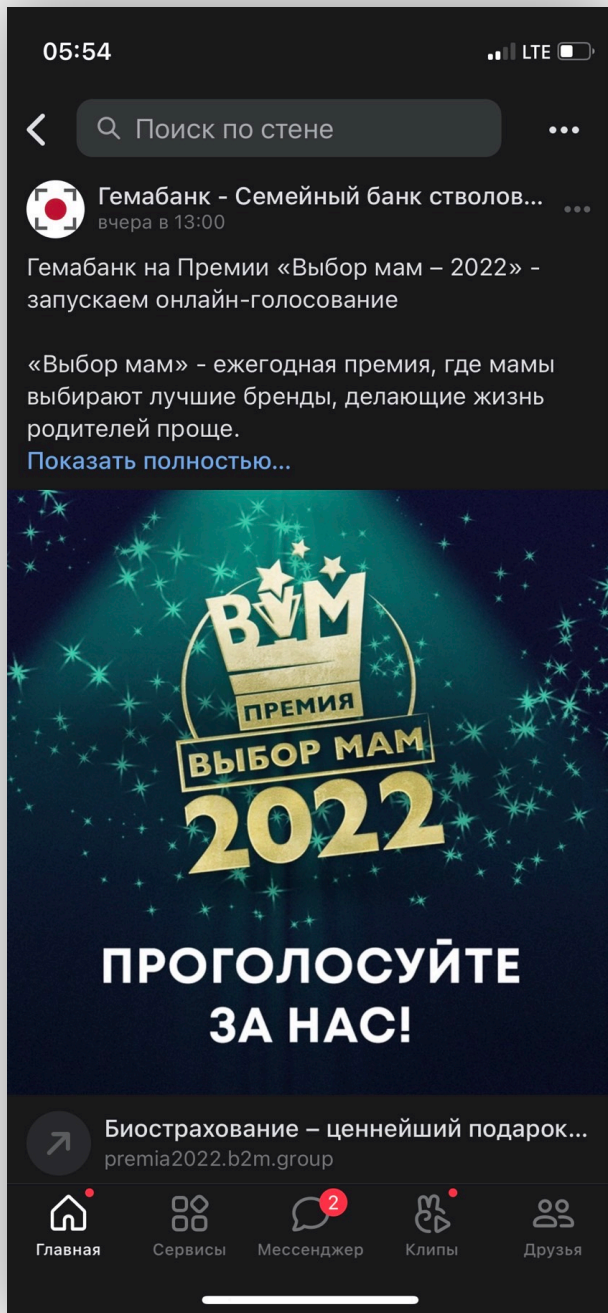 05:54
LTE
Поиск по стене
Гемабанк - Семейный банк стволов...
вчера в 13:00
Гемабанк на Премии «Выбор мам – 2022» -
запускаем онлайн-голосование
«Выбор мам» - ежегодная премия, где мамы
выбирают лучшие бренды, делающие жизнь
родителей проще.
Показать полностью...
ВМ
ПРЕМИЯ
ВЫБОР МАМ
2022
ПРОГОЛОСУЙТЕ
ЗА НАС!
Биострахование – ценнейший подарок...
premia2022.b2m.group
2
Главная
Сервисы
Мессенджер
Клипы
Друзья